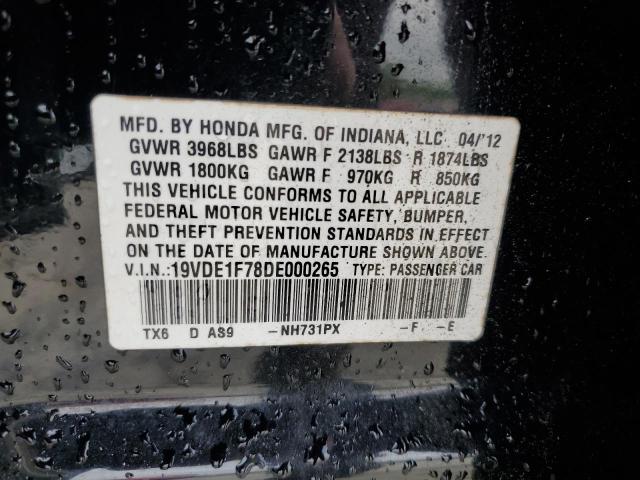 MFD. BY HONDA MFG. OF INDIANA, LLC 04/'12
GVWR 3968LBS GAWR F 2138LBS R 1874LBS
GVWR 1800KG GAWR F 970KG R 850KG
THIS VEHICLE CONFORMS TO ALL APPLICABLE
FEDERAL MOTOR VEHICLE SAFETY, BUMPER,
AND THEFT PREVENTION STANDARDS IN EFFECT
ON THE DATE OF MANUFACTURE SHOWN ABOVE.
V.I.N.:19VDE1F78DE000265 TYPE: PASSENGER CAR
TX6 D AS9 -NH731PX -F -E